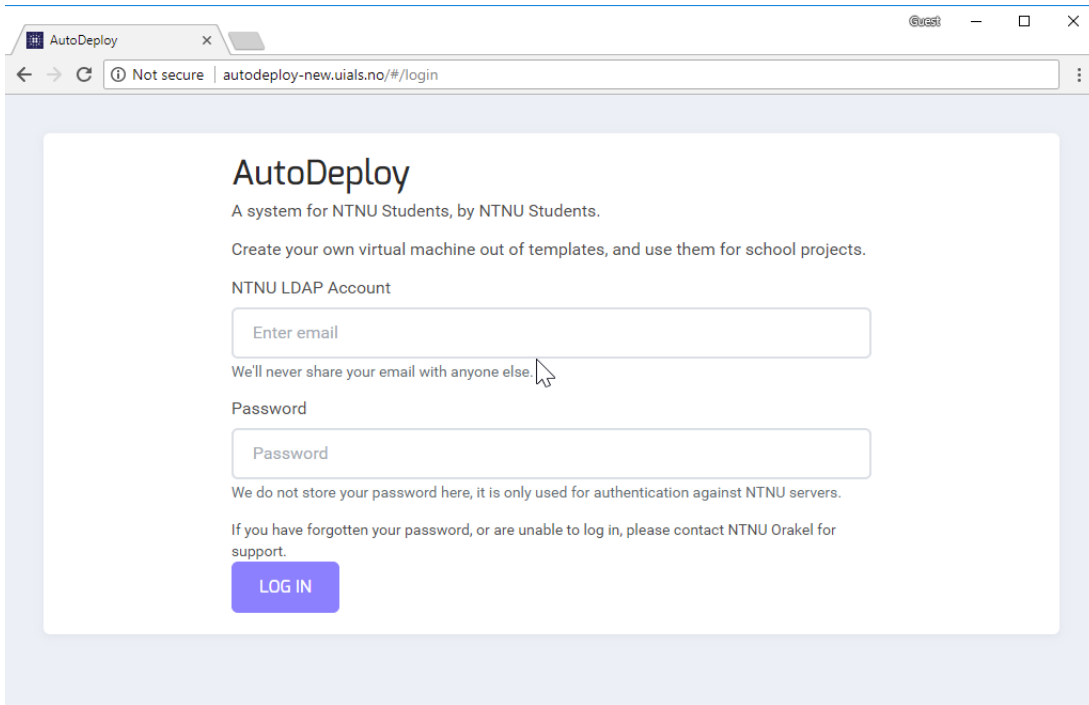 Guest
AutoDeploy
Not secure autodeploy-new.uials.no/#/login
AutoDeploy
A system for NTNU Students, by NTNU Students.
Create your own virtual machine out of templates, and use them for school projects.
NTNU LDAP Account
Enter email
We'll never share your email with anyone else.
Password
Password
We do not store your password here, it is only used for authentication against NTNU servers.
If you have forgotten your password, or are unable to log in, please contact NTNU Orakel for
support.
LOG IN